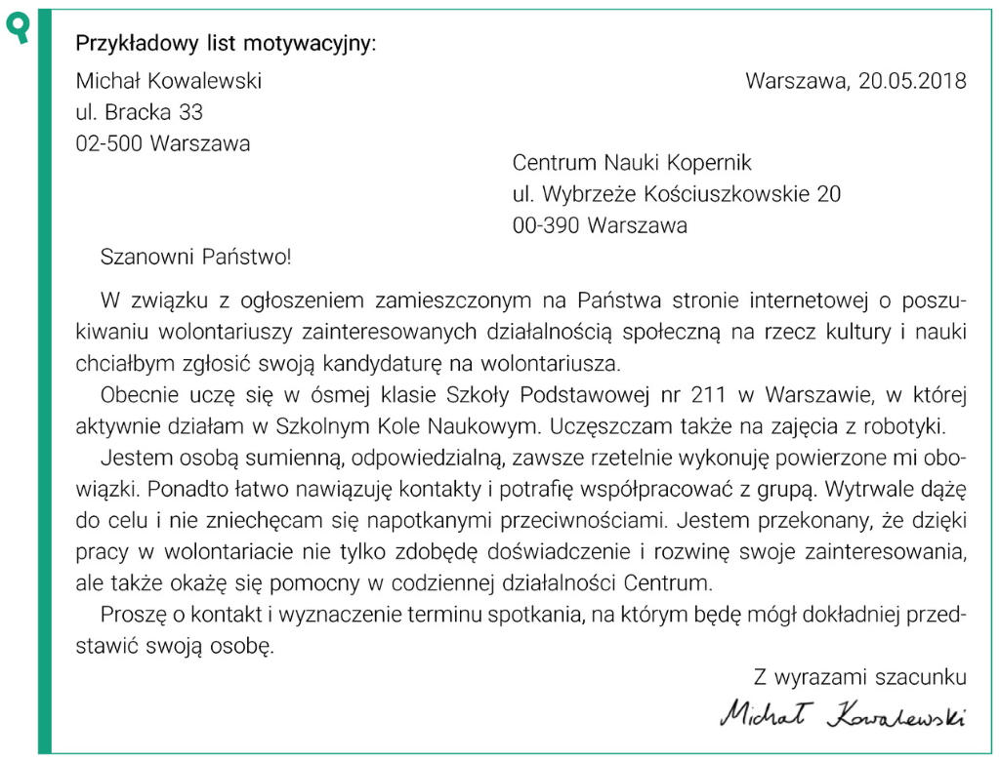 Przykładowy list motywacyjny:
Michał Kowalewski
Warszawa, 20.05.2018
ul. Bracka 33
02-500 Warszawa
Centrum Nauki Kopernik
ul. Wybrzeże Kościuszkowskie 20
00-390 Warszawa
Szanowni Państwo!
W związku z ogłoszeniem zamieszczonym na Państwa stronie internetowej o poszu-
kiwaniu wolontariuszy zainteresowanych działalnością społeczną na rzecz kultury i nauki
chciałbym zgłosić swoją kandydaturę na wolontariusza.
Obecnie uczę się w ósmej klasie Szkoły Podstawowej nr 211 w Warszawie, w której
aktywnie działam w Szkolnym Kole Naukowym. Uczęszczam także na zajęcia z robotyki.
Jestem osobą sumienną, odpowiedzialną, zawsze rzetelnie wykonuję powierzone mi obo-
wiązki. Ponadto łatwo nawiązuję kontakty i potrafię współpracować z grupą. Wytrwale dążę
do celu i nie zniechęcam się napotkanymi przeciwnościami. Jestem przekonany, że dzięki
pracy w wolontariacie nie tylko zdobędę doświadczenie i rozwinę swoje zainteresowania,
ale także okażę się pomocny w codziennej działalności Centrum.
Proszę o kontakt i wyznaczenie terminu spotkania, na którym będę mógł dokładniej przed-
stawić swoją osobę.
Z wyrazami szacunku
Michał Kowalewski